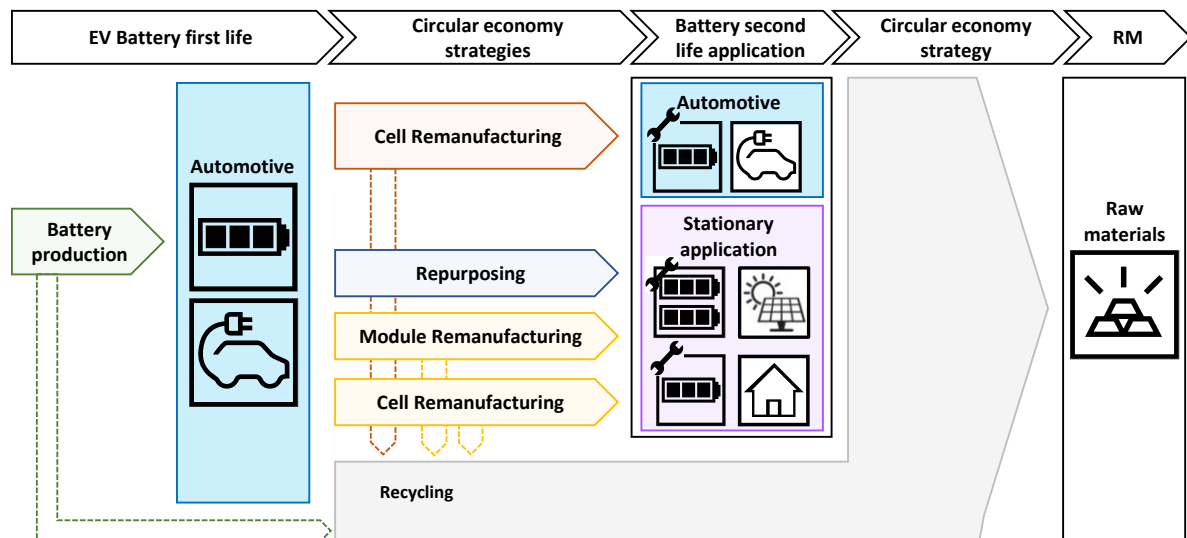 EV Battery first life
Circular economy
strategies
Battery second
life application
Circular economy
strategy
RM
Battery
production
Automotive
Cell Remanufacturing
Repurposing
Module Remanufacturing
Cell Remanufacturing
Automotive
Stationary
application
Recycling
Raw
materials